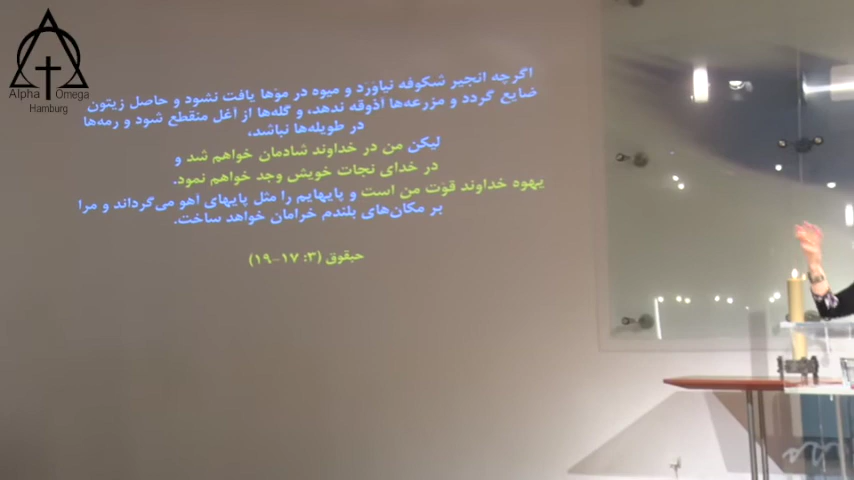 Alpha Omega
Hamburg
اگرچه انجیر شکوفه نیاوَرَد و میوه در موها یافت نشود و حاصل زیتون
ضایع گردد و مزرعه‌ها آذوقه ندهد، و گله‌ها از آغل منقطع شود و رمه‌ها
در طویله‌ها نباشد،
لیکن من در خداوند شادمان خواهم شد و
در خدای نجات خویش وجد خواهم نمود.
یهوه خداوند قوّت من است و پایهایم را مثل پایهای آهو می‌گرداند و مرا
بر مکان‌های بلندم خرامان خواهد ساخت.
حبقوق (۳: ۱۷-۱۹)